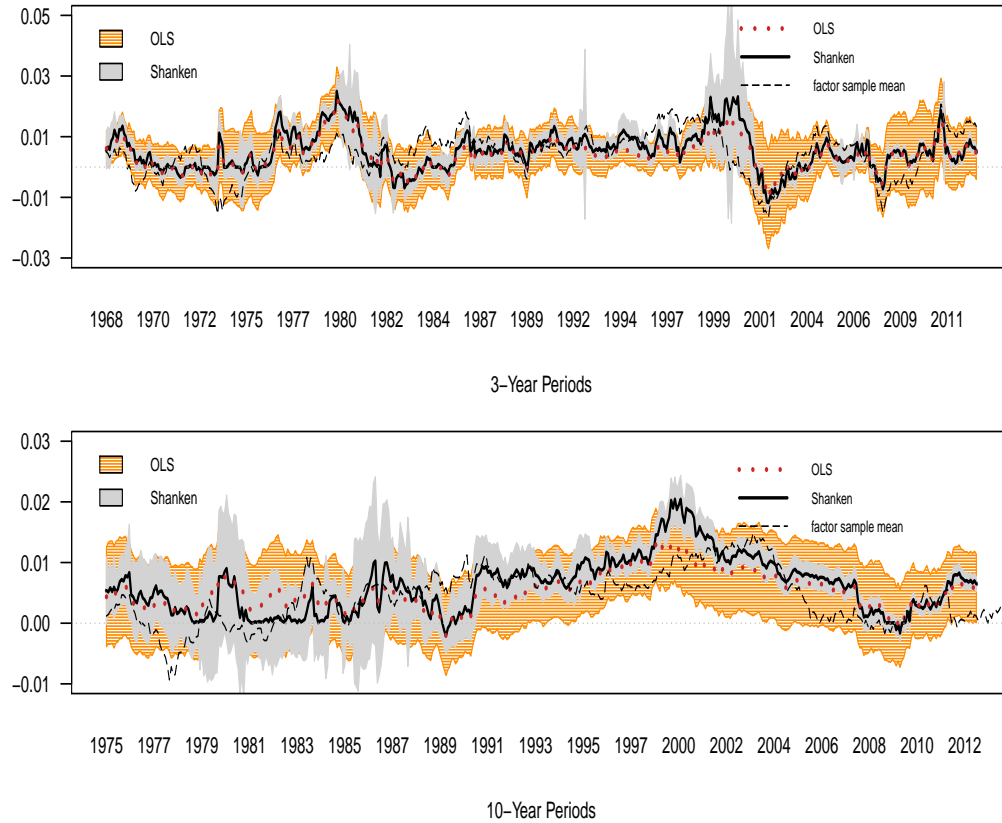 0.05
0.03
0.01
−0.01
−0.03
OLS
Shanken
OLS
Shanken
factor sample mean
1968 1970 1972 1975 1977 1980 1982 1984 1987 1989 1992 1994 1997 1999 2001 2004 2006 2009 2011
3−Year Periods
0.03
0.02
0.01
0.00
−0.01
OLS
Shanken
OLS
Shanken
factor sample mean
1975 1977 1979 1981 1983 1985 1987 1989 1991 1993 1995 1997 2000 2002 2004 2006 2008 2010 2012
10−Year Periods